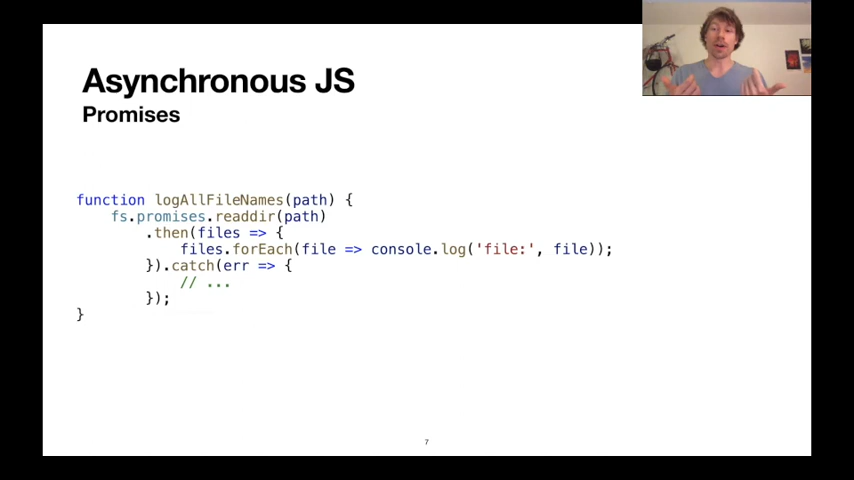 Asynchronous JS
Promises
function logAllFileNames(path) {
    fs.promises.readdir(path)
        .then(files => {
            files.forEach(file => console.log('file:', file));
        }).catch(err => {
            // ...
        });
}
7